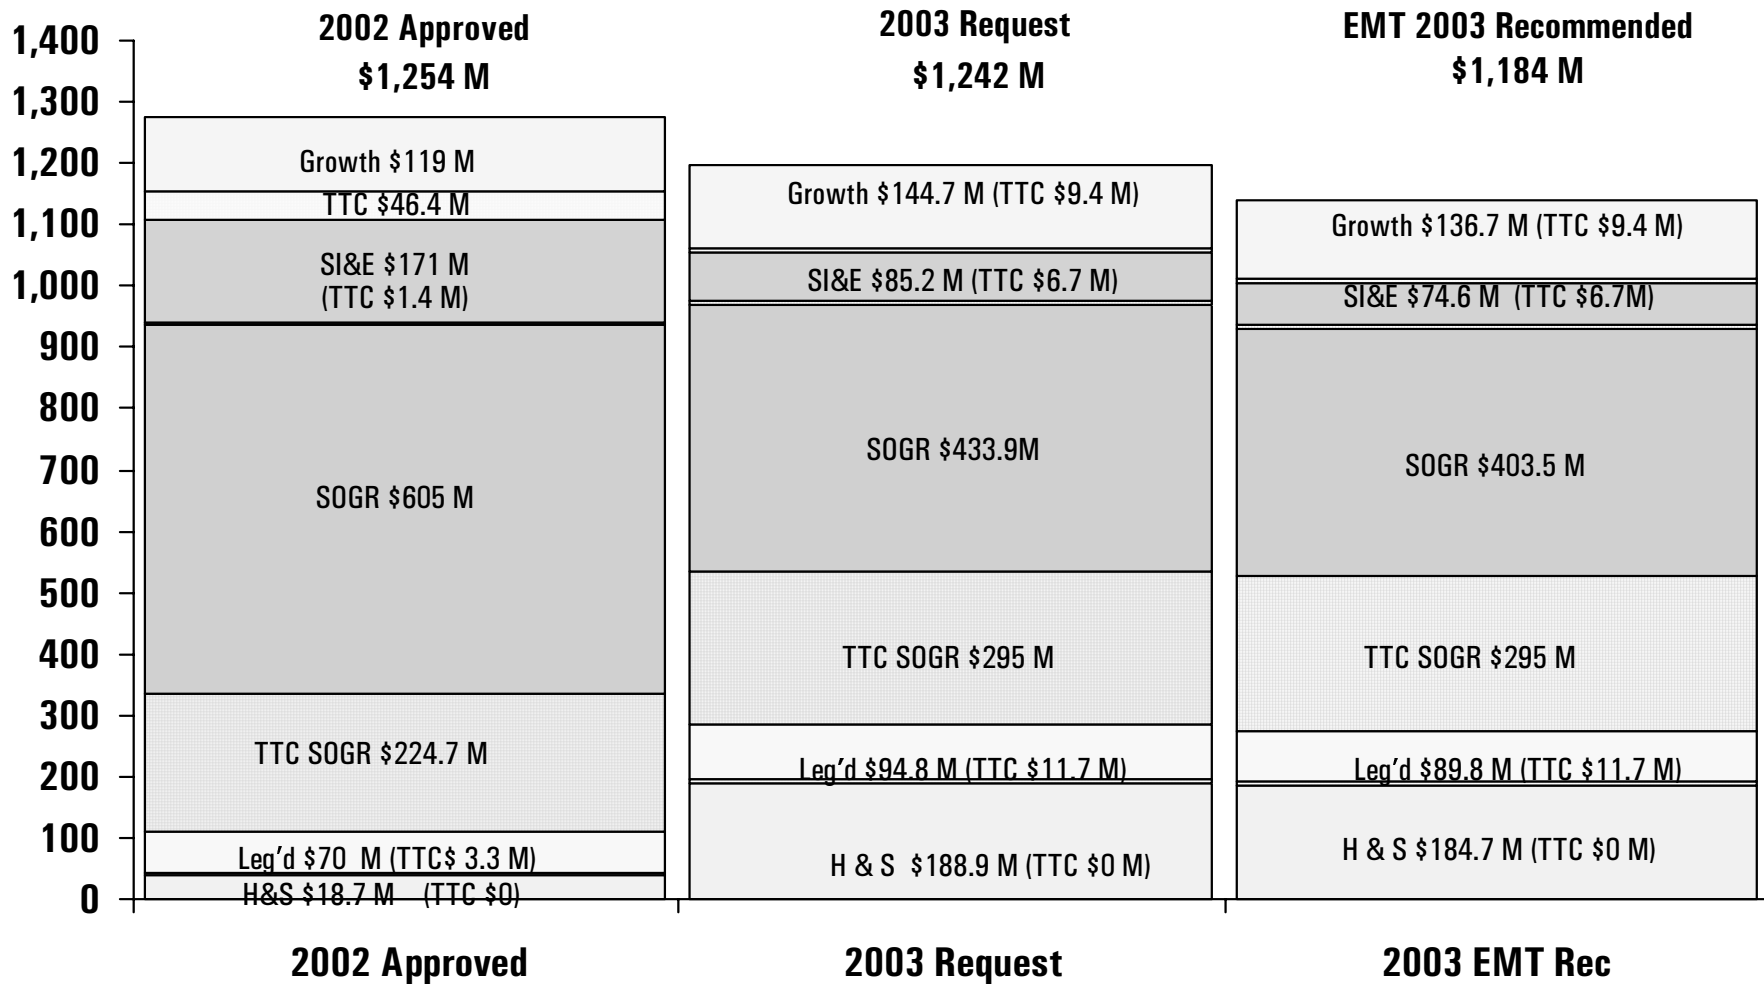 2002 Approved
$1,254 M
2003 Request
$1,242 M
EMT 2003 Recommended
$1,184 M
1,400
1,300
1,200
1,100
1,000
900
800
700
600
500
400
300
200
100
0
Growth $119 M
TTC $46.4 M
SI&E $171 M
(TTC $1.4 M)
SOGR $605 M
TTC SOGR $224.7 M
Leg'd $70 M (TTC$ 3.3 M)
H&S $18.7 M (TTC $0)
Growth $144.7 M (TTC $9.4 M)
SI&E $85.2 M (TTC $6.7 M)
SOGR $433.9M
TTC SOGR $295 M
Leg'd $94.8 M (TTC $11.7 M)
H & S $188.9 M (TTC $0 M)
Growth $136.7 M (TTC $9.4 M)
SI&E $74.6 M (TTC $6.7M)
SOGR $403.5 M
TTC SOGR $295 M
Leg'd $89.8 M (TTC $11.7 M)
H & S $184.7 M (TTC $0 M)
2002 Approved
2003 Request
2003 EMT Rec